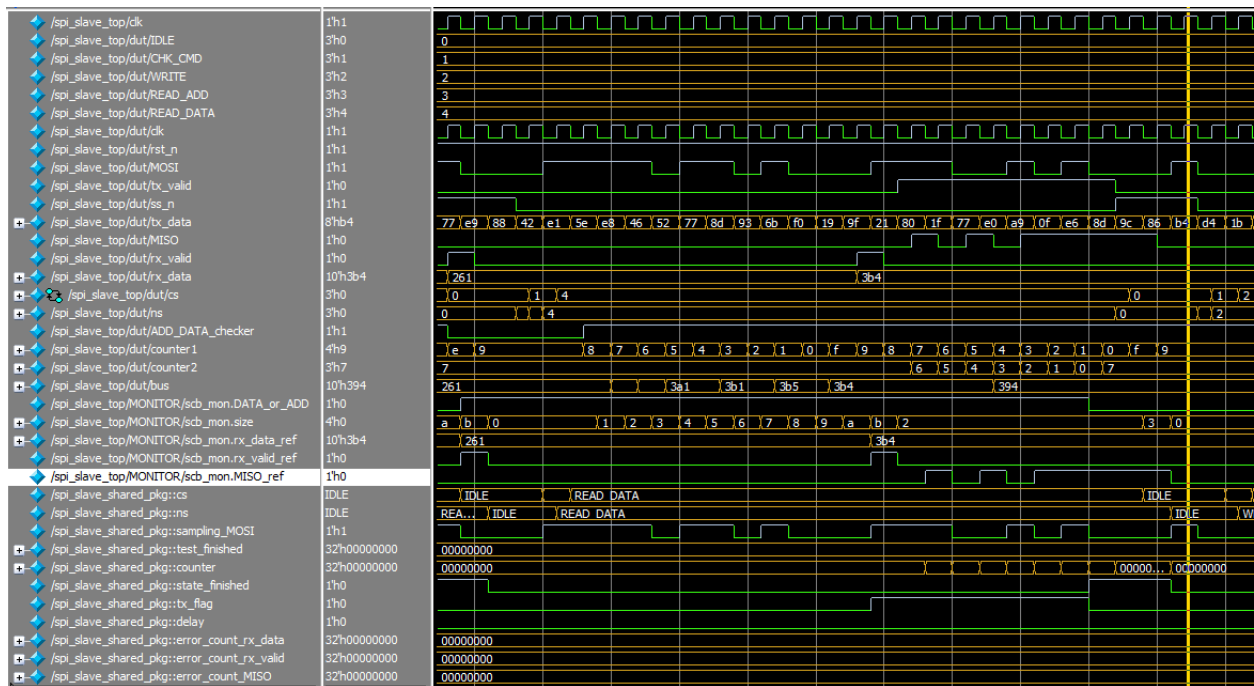 /spi_slave_top/clk 1'h1
/spi_slave_top/dut/IDLE 3'h0 0
/spi_slave_top/dut/CHK_CMD 3'h1 1
/spi_slave_top/dut/WRITE 3'h2 2
/spi_slave_top/dut/READ_ADD 3'h3 3
/spi_slave_top/dut/READ_DATA 3'h4 4
/spi_slave_top/dut/clk 1'h1
/spi_slave_top/dut/rst_n 1'h1
/spi_slave_top/dut/MOSI 1'h1
/spi_slave_top/dut/tx_valid 1'h0
/spi_slave_top/dut/ss_n 1'h1
/spi_slave_top/dut/tx_data 8'hb4 77 e9 88 42 e1 5e e8 46 52 77 8d 93 6b f0 19 9f 21 80 1f 77 e0 a9 0f e6 8d 9c 86 b4 d4 1b
/spi_slave_top/dut/MISO 1'h0
/spi_slave_top/dut/rx_valid 1'h0
/spi_slave_top/dut/rx_data 10'h3b4 261 3b4
/spi_slave_top/dut/cs 3'h0 0 1 4 0 1 2
/spi_slave_top/dut/ns 3'h0 0 4 0 2
/spi_slave_top/dut/ADD_DATA_checker 1'h1
/spi_slave_top/dut/counter1 4'h9 e 9 8 7 6 5 4 3 2 1 0 f 9 8 7 6 5 4 3 2 1 0 f 9
/spi_slave_top/dut/counter2 3'h7 7 6 5 4 3 2 1 0 7
/spi_slave_top/dut/bus 10'h394 261 3a1 3b1 3b5 3b4 394
/spi_slave_top/MONITOR/scb_mon.DATA_or_ADD 1'h0
/spi_slave_top/MONITOR/scb_mon.size 4'h0 a b 0 1 2 3 4 5 6 7 8 9 a b 2 3 0
/spi_slave_top/MONITOR/scb_mon.rx_data_ref 10'h3b4 261 3b4
/spi_slave_top/MONITOR/scb_mon.rx_valid_ref 1'h0
/spi_slave_top/MONITOR/scb_mon.MISO_ref 1'h0
/spi_slave_shared_pkg::cs IDLE IDLE READ_DATA IDLE
/spi_slave_shared_pkg::ns IDLE REA... IDLE READ_DATA IDLE W
/spi_slave_shared_pkg::sampling_MOSI 1'h1
/spi_slave_shared_pkg::test_finished 32'h00000000 00000000
/spi_slave_shared_pkg::counter 32'h00000000 00000000 00000... 00000000
/spi_slave_shared_pkg::state_finished 1'h0
/spi_slave_shared_pkg::tx_flag 1'h0
/spi_slave_shared_pkg::delay 1'h0
/spi_slave_shared_pkg::error_count_rx_data 32'h00000000 00000000
/spi_slave_shared_pkg::error_count_rx_valid 32'h00000000 00000000
/spi_slave_shared_pkg::error_count_MISO 32'h00000000 00000000